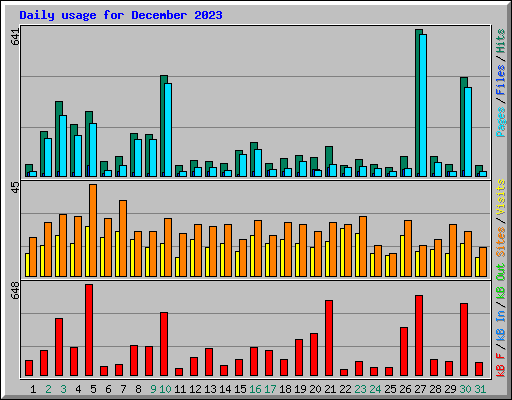 Daily usage for December 2023
641
Pages / Files / Hits
45
Sites / Visits
648
kB F / kB In / kB Out
1 2 3 4 5 6 7 8 9 10 11 12 13 14 15 16 17 18 19 20 21 22 23 24 25 26 27 28 29 30 31